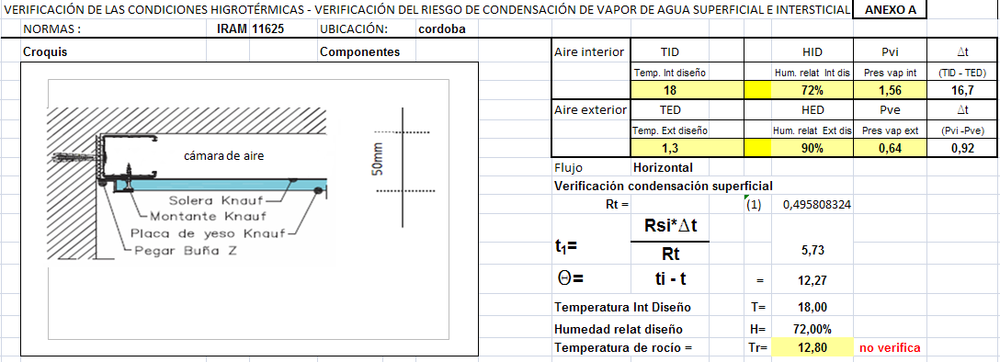 VERIFICACIÓN DE LAS CONDICIONES HIGROTÉRMICAS - VERIFICACIÓN DEL RIESGO DE CONDENSACIÓN DE VAPOR DE AGUA SUPERFICIAL E INTERSTICIAL ANEXO A
NORMAS : IRAM 11625 UBICACIÓN: cordoba
Croquis Componentes
cámara de aire
50mm
Solera Knauf
Montante Knauf
Placa de yeso Knauf
Pegar Buña Z
Aire interior TID HID Pvi Δt
Temp. Int diseño Hum. relat Int dis Pres vap int (TID - TED)
18 72% 1,56 16,7
Aire exterior TED HED Pve Δt
Temp. Ext diseño Hum. relat Ext dis Pres vap ext (Pvi -Pve)
1,3 90% 0,64 0,92
Flujo Horizontal
Verificación condensación superficial
Rt = (1) 0,495808324
Rsi*Δt
t₁= 5,73
Rt
Θ= ti - t = 12,27
Temperatura Int Diseño T= 18,00
Humedad relat diseño H= 72,00%
Temperatura de rocío = Tr= 12,80 no verifica